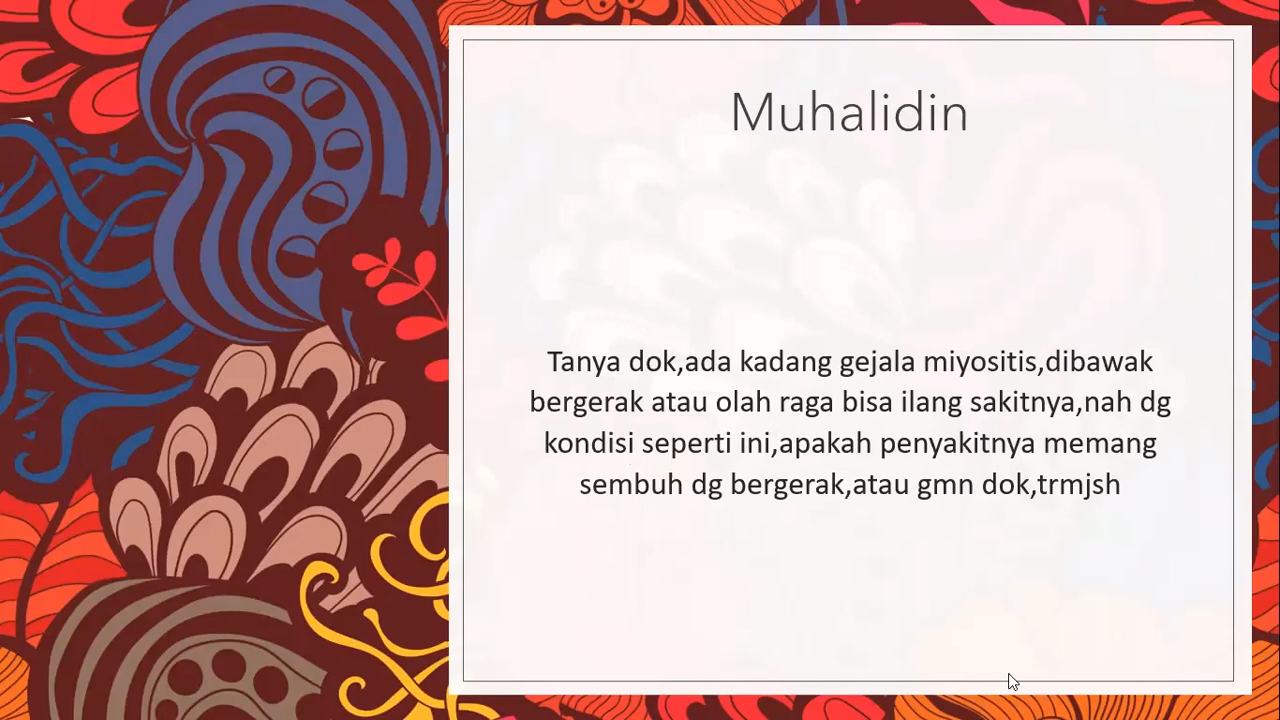 Muhalidin
Tanya dok,ada kadang gejala miyositis,dibawak
bergerak atau olah raga bisa ilang sakitnya,nah dg
kondisi seperti ini,apakah penyakitnya memang
sembuh dg bergerak,atau gmn dok,trmjsh